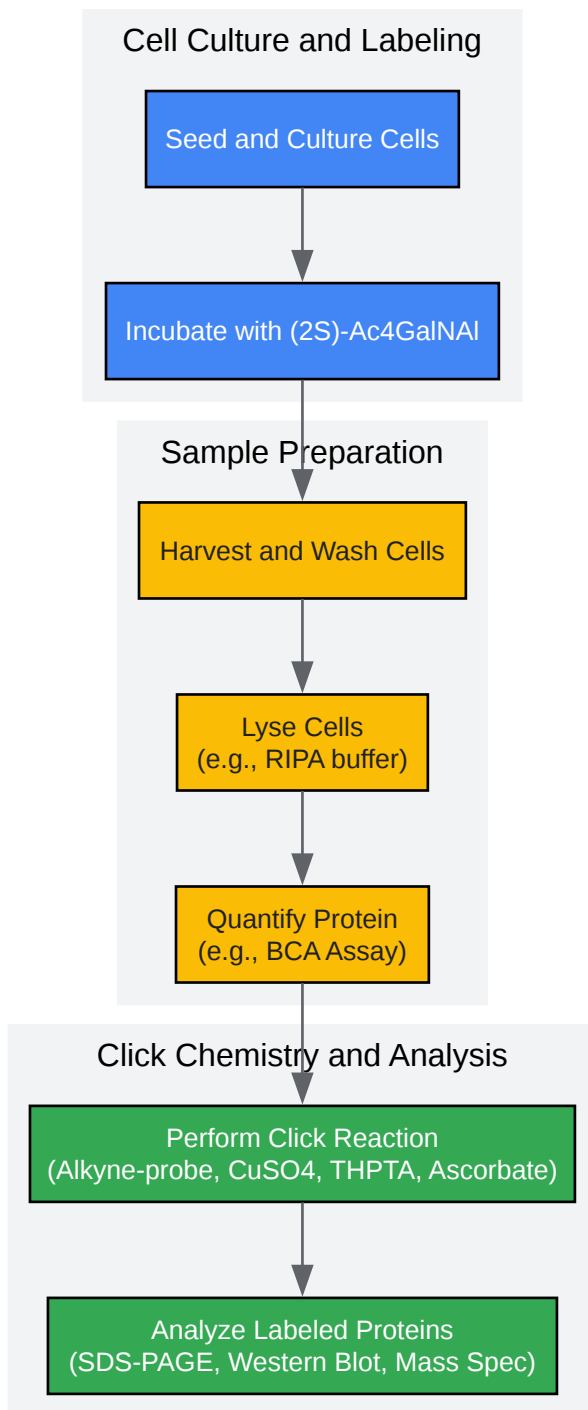 Cell Culture and Labeling
Seed and Culture Cells
Incubate with (2S)-Ac4GalNAl
Sample Preparation
Harvest and Wash Cells
Lyse Cells
(e.g., RIPA buffer)
Quantify Protein
(e.g., BCA Assay)
Click Chemistry and Analysis
Perform Click Reaction
(Alkyne-probe, CuSO4, THPTA, Ascorbate)
Analyze Labeled Proteins
(SDS-PAGE, Western Blot, Mass Spec)